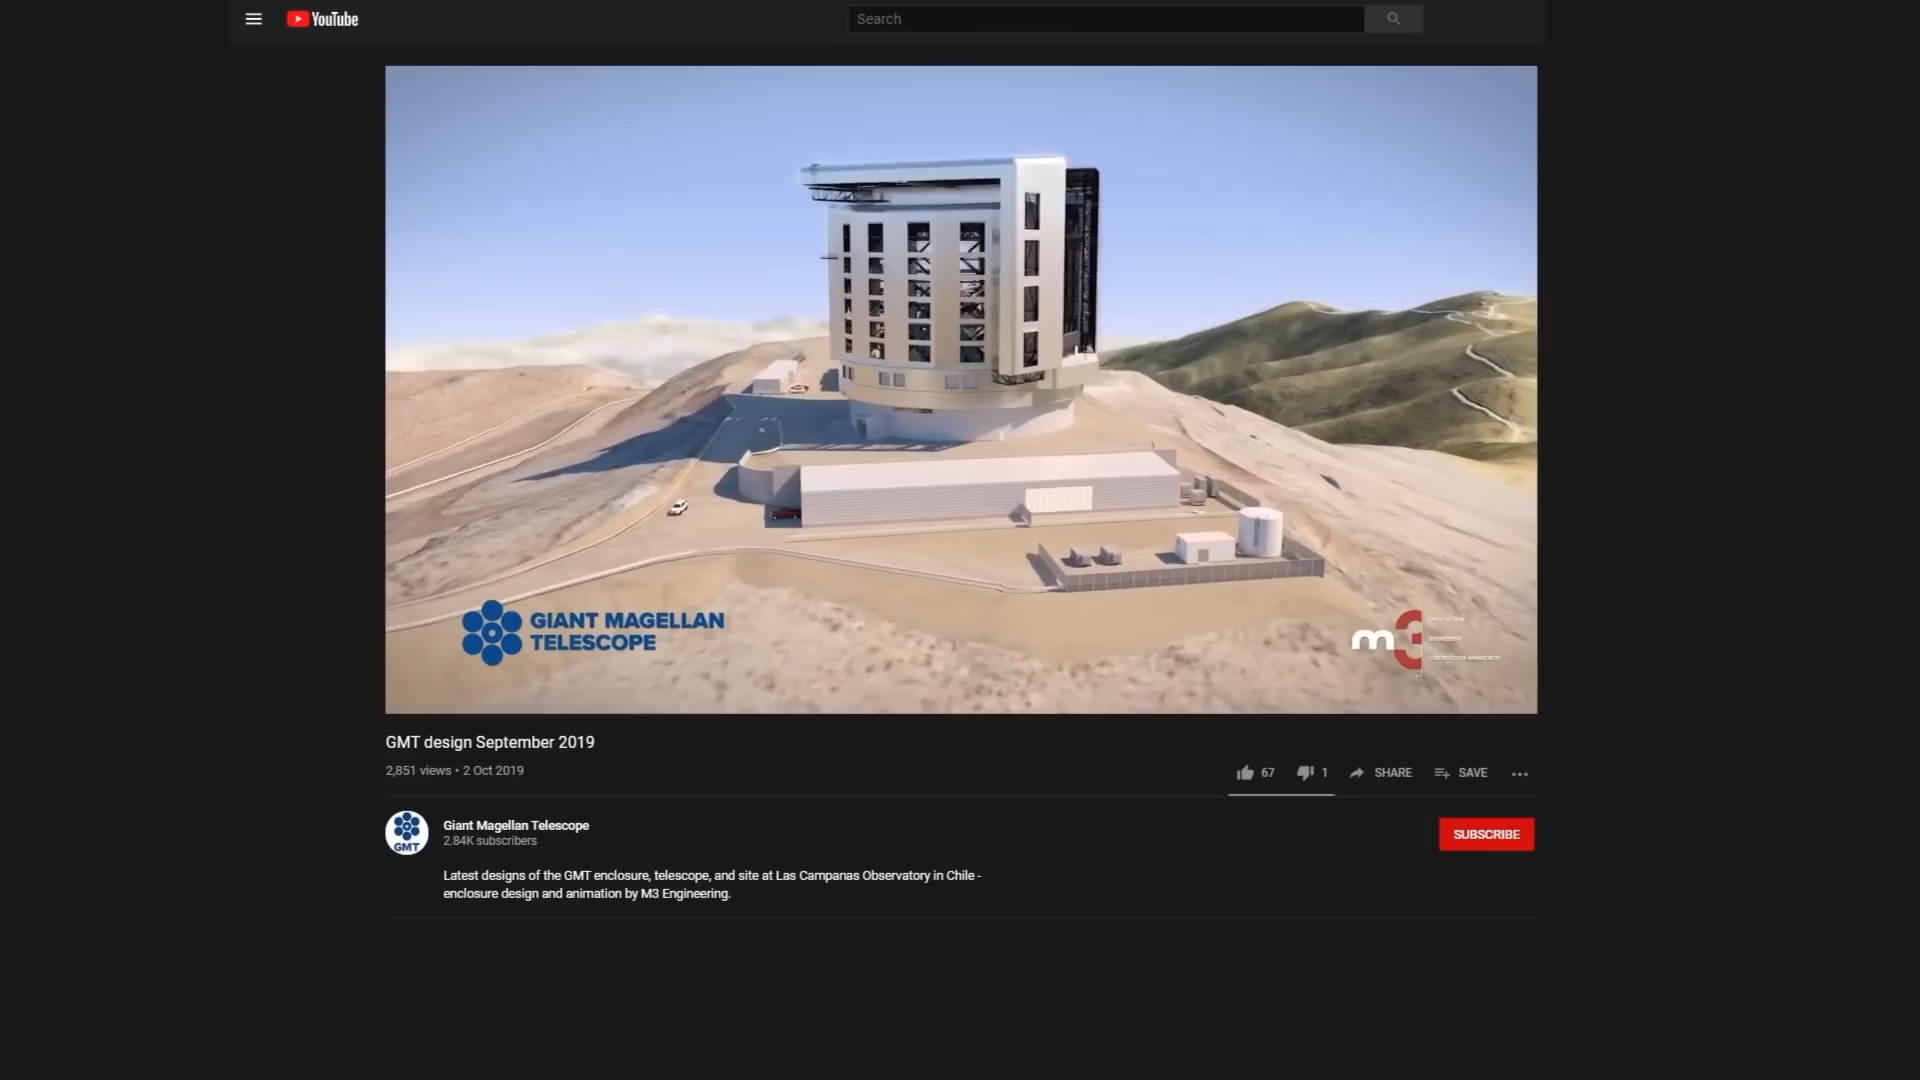 YouTube
Search
GIANT MAGELLAN
TELESCOPE
m3
GMT design September 2019
2,851 views • 2 Oct 2019
67
1
SHARE
SAVE
GMT
Giant Magellan Telescope
2.84K subscribers
SUBSCRIBE
Latest designs of the GMT enclosure, telescope, and site at Las Campanas Observatory in Chile -
enclosure design and animation by M3 Engineering.